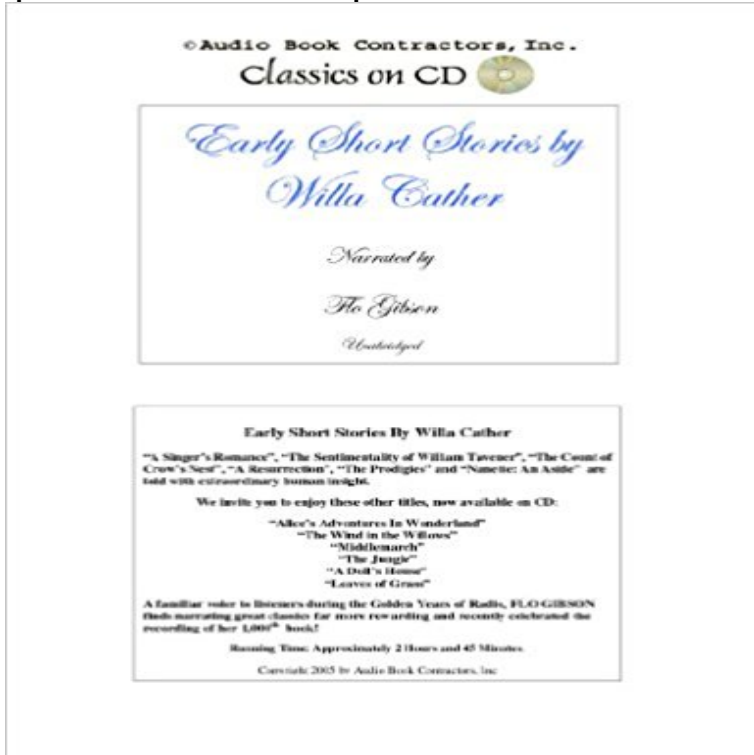 ©Audio Book Contractors, Inc.
Classics on CD
Early Short Stories by
Willa Cather
Narrated by
Flo Gibson
Unabridged
Early Short Stories By Willa Cather
"A Singer's Romance", "The Sentimentality of William Tavener", "The Count of
Crow's Nest", "A Resurrection", "The Prodigies" and "Nanette: An Aside" are
told with extraordinary human insight.
We invite you to enjoy these other titles, now available on CD:
"Alice's Adventures In Wonderland"
"The Wind in the Willows"
"Middlemarch"
"The Jungle"
"A Doll's House"
"Leaves of Grass"
A familiar voice to listeners during the Golden Years of Radio, FLO GIBSON
finds narrating great classics far more rewarding and recently celebrated the
recording of her 1,000th book!
Running Time: Approximately 2 Hours and 45 Minutes
Copyright 2005 by Audio Book Contractors, Inc